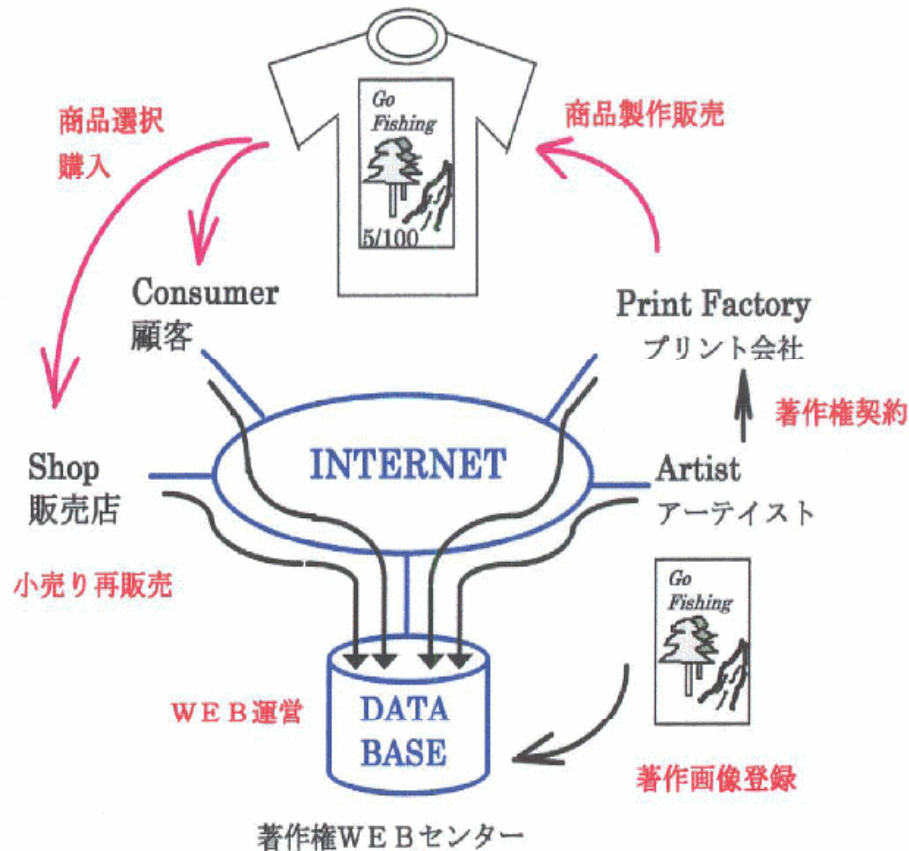 Go
Fishing
5/100
商品選択
購入
商品製作販売
Consumer
顧客
Print Factory
プリント会社
著作権契約
INTERNET
Shop
販売店
Artist
アーテイスト
小売り再販売
Go
Fishing
WEB運営
DATA
BASE
著作画像登録
著作権WEBセンター